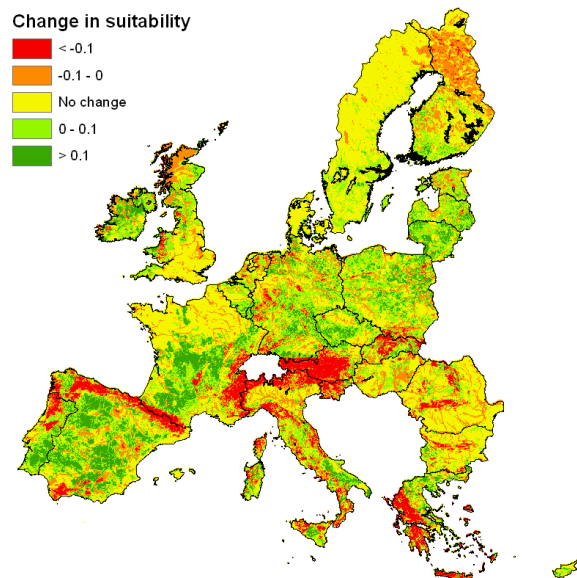 Change in suitability
< -0.1
-0.1 - 0
No change
0 - 0.1
> 0.1